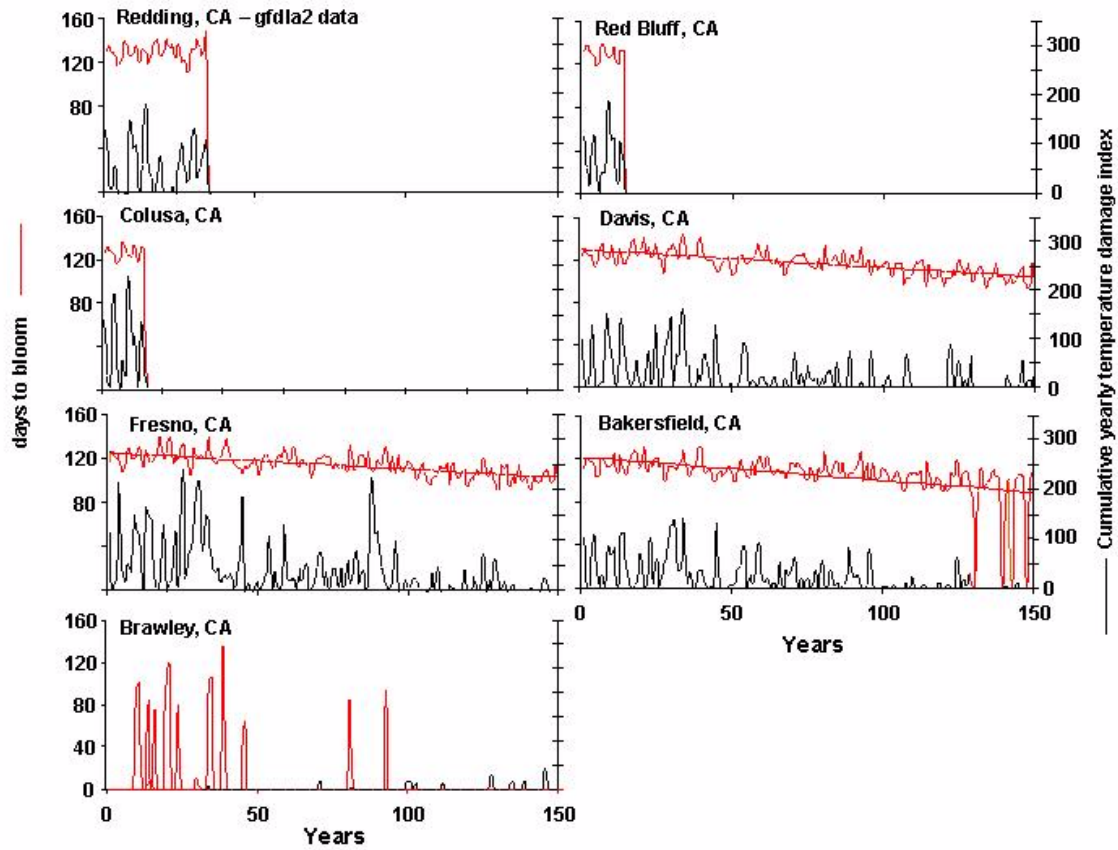 Redding, CA – gfdla2 data
160
120
80
Red Bluff, CA
300
200
100
0
Colusa, CA
160
120
80
Davis, CA
300
200
100
0
Fresno, CA
160
120
80
Bakersfield, CA
300
200
100
0
0 50 100 150
Years
Brawley, CA
160
120
80
40
0
0 50 150
Years
days to bloom
Cumulative yearly temperature damage index